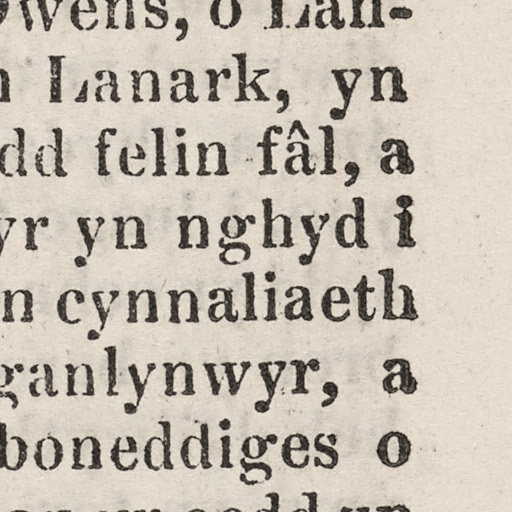 Owens, o Lan-
n Lanark, yn
dd felin fâl, a
yr yn nghyd i
n cynnaliaeth
ganlynwyr, a
boneddiges o